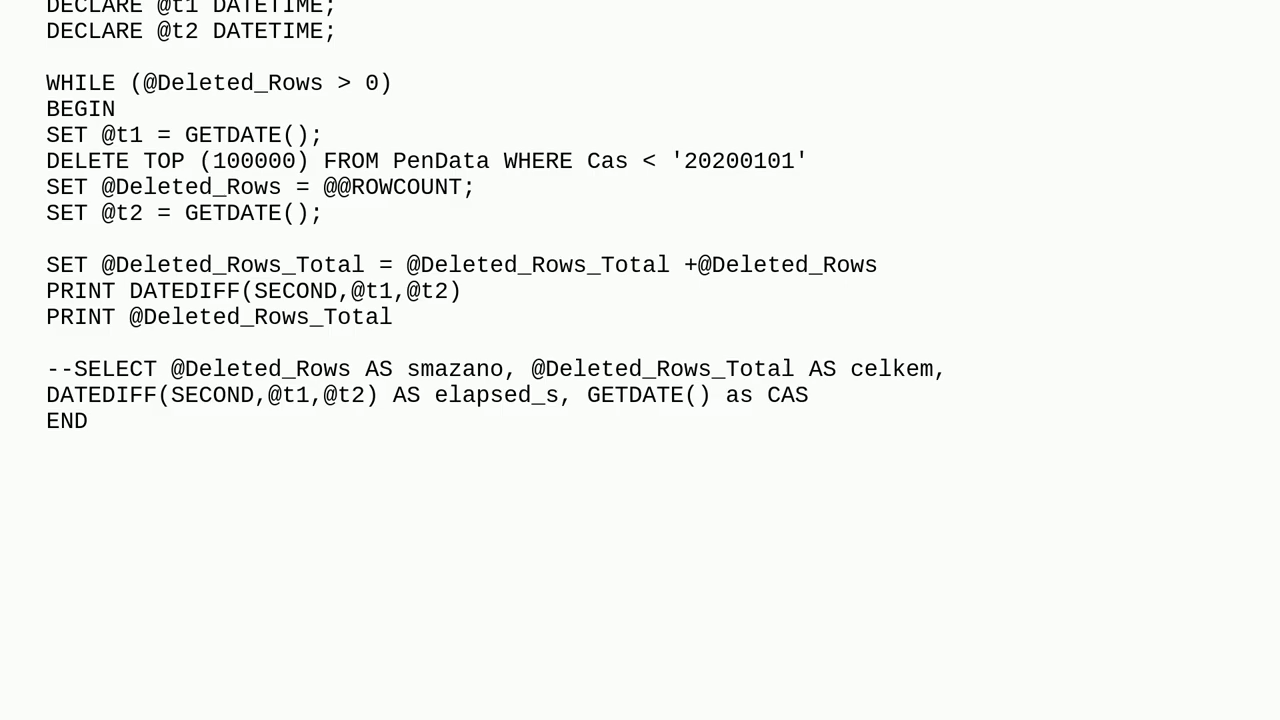 DECLARE @t1 DATETIME;
DECLARE @t2 DATETIME;
WHILE (@Deleted_Rows > 0)
BEGIN
SET @t1 = GETDATE();
DELETE TOP (100000) FROM PenData WHERE Cas < '20200101'
SET @Deleted_Rows = @@ROWCOUNT;
SET @t2 = GETDATE();
SET @Deleted_Rows_Total = @Deleted_Rows_Total +@Deleted_Rows
PRINT DATEDIFF(SECOND,@t1,@t2)
PRINT @Deleted_Rows_Total
--SELECT @Deleted_Rows AS smazano, @Deleted_Rows_Total AS celkem,
DATEDIFF(SECOND,@t1,@t2) AS elapsed_s, GETDATE() as CAS
END